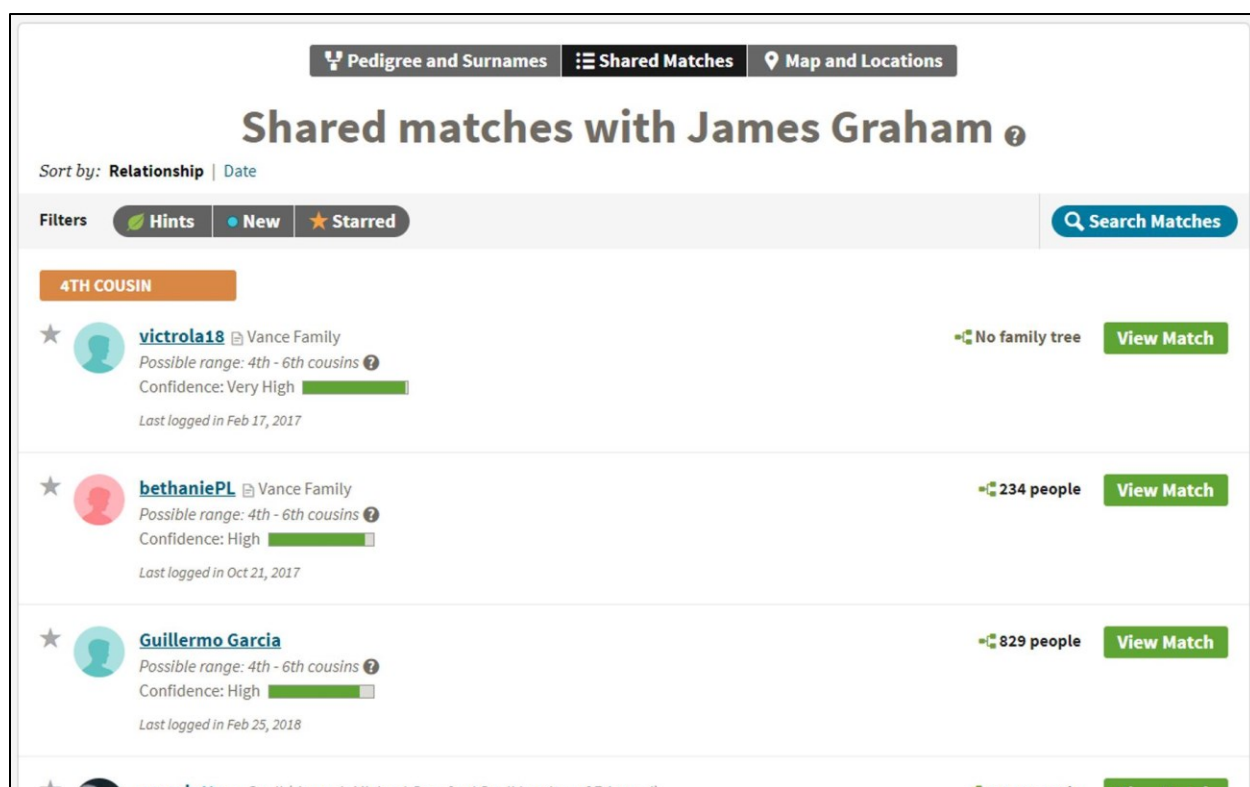 Pedigree and Surnames Shared Matches Map and Locations
Shared matches with James Graham ?
Sort by: Relationship | Date
Filters Hints New Starred Search Matches
4TH COUSIN
victrola18 Vance Family No family tree View Match
Possible range: 4th - 6th cousins ?
Confidence: Very High
Last logged in Feb 17, 2017
bethaniePL Vance Family 234 people View Match
Possible range: 4th - 6th cousins ?
Confidence: High
Last logged in Oct 21, 2017
Guillermo Garcia 829 people View Match
Possible range: 4th - 6th cousins ?
Confidence: High
Last logged in Feb 25, 2018